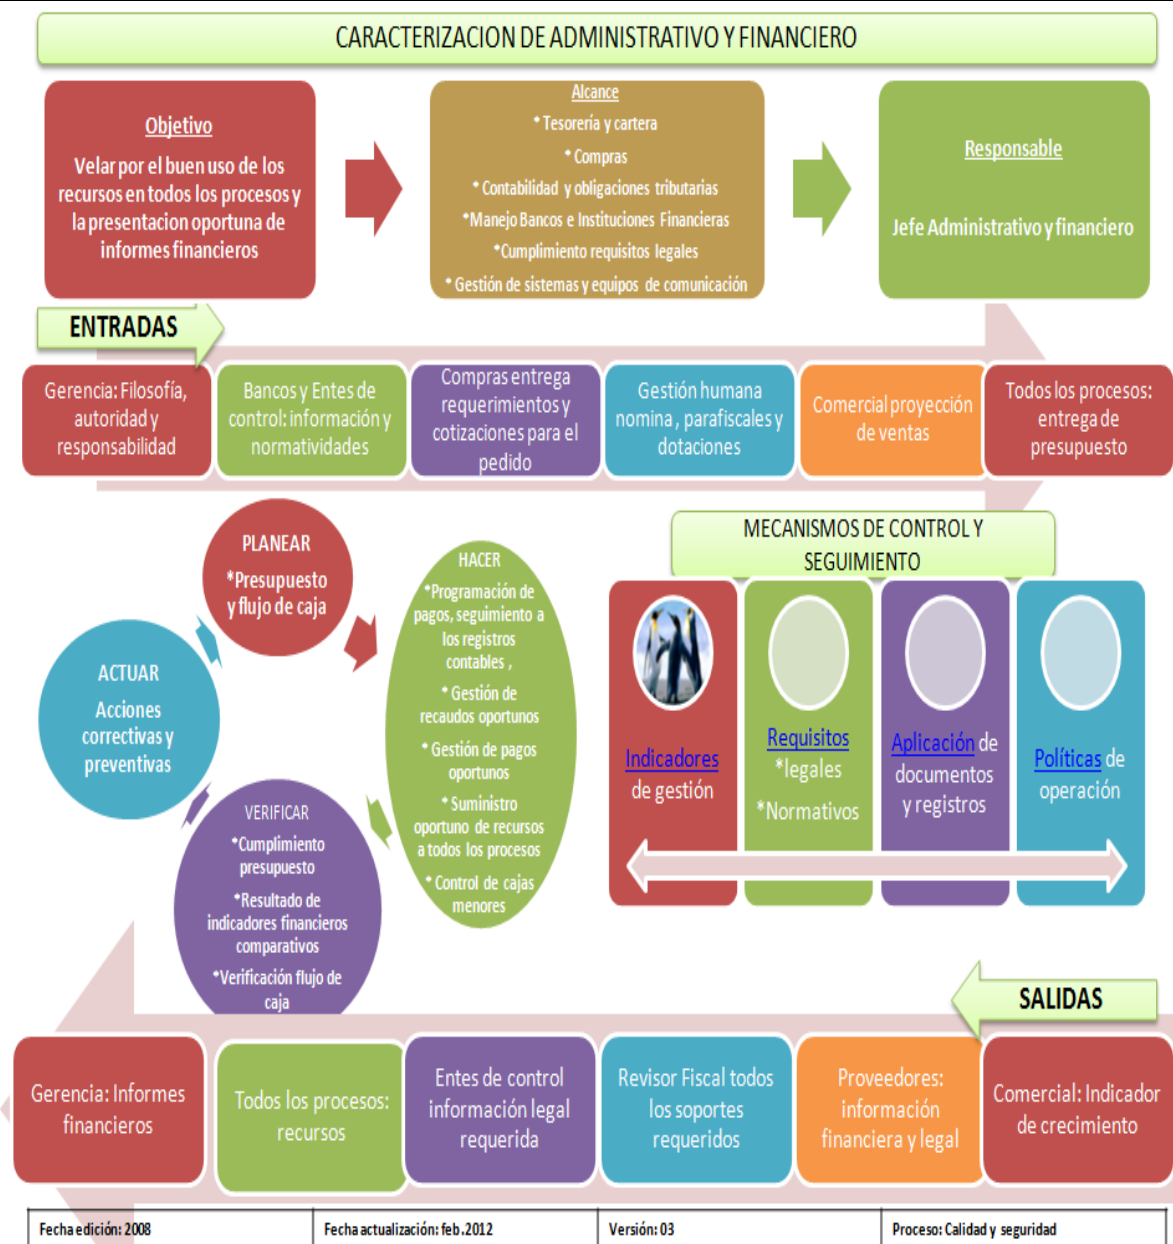 CARACTERIZACION DE ADMINISTRATIVO Y FINANCIERO
Objetivo
Velar por el buen uso de los
recursos en todos los procesos y
la presentacion oportuna de
informes financieros
Alcance
* Tesorería y cartera
* Compras
* Contabilidad y obligaciones tributarias
*Manejo Bancos e Instituciones Financieras
*Cumplimiento requisitos legales
* Gestión de sistemas y equipos de comunicación
Responsable
Jefe Administrativo y financiero
ENTRADAS
Gerencia: Filosofía,
autoridad y
responsabilidad
Bancos y Entes de
control: información y
normatividades
Compras entrega
requerimientos y
cotizaciones para el
pedido
Gestión humana
nomina , parafiscales y
dotaciones
Comercial proyección
de ventas
Todos los procesos:
entrega de
presupuesto
PLANEAR
*Presupuesto
y flujo de caja
HACER
*Programación de
pagos, seguimiento a
los registros
contables ,
* Gestión de
recaudos oportunos
* Gestión de pagos
oportunos
* Suministro
oportuno de recursos
a todos los procesos
* Control de cajas
menores
VERIFICAR
*Cumplimiento
presupuesto
*Resultado de
indicadores financieros
comparativos
*Verificación flujo de
caja
ACTUAR
Acciones
correctivas y
preventivas
MECANISMOS DE CONTROL Y
SEGUIMIENTO
Indicadores
de gestión
Requisitos
*legales
*Normativos
Aplicación de
documentos
y registros
Políticas de
operación
SALIDAS
Gerencia: Informes
financieros
Todos los procesos:
recursos
Entes de control
información legal
requerida
Revisor Fiscal todos
los soportes
requeridos
Proveedores:
información
financiera y legal
Comercial: Indicador
de crecimiento
Fecha edición: 2008
Fecha actualización: feb.2012
Versión: 03
Proceso: Calidad y seguridad